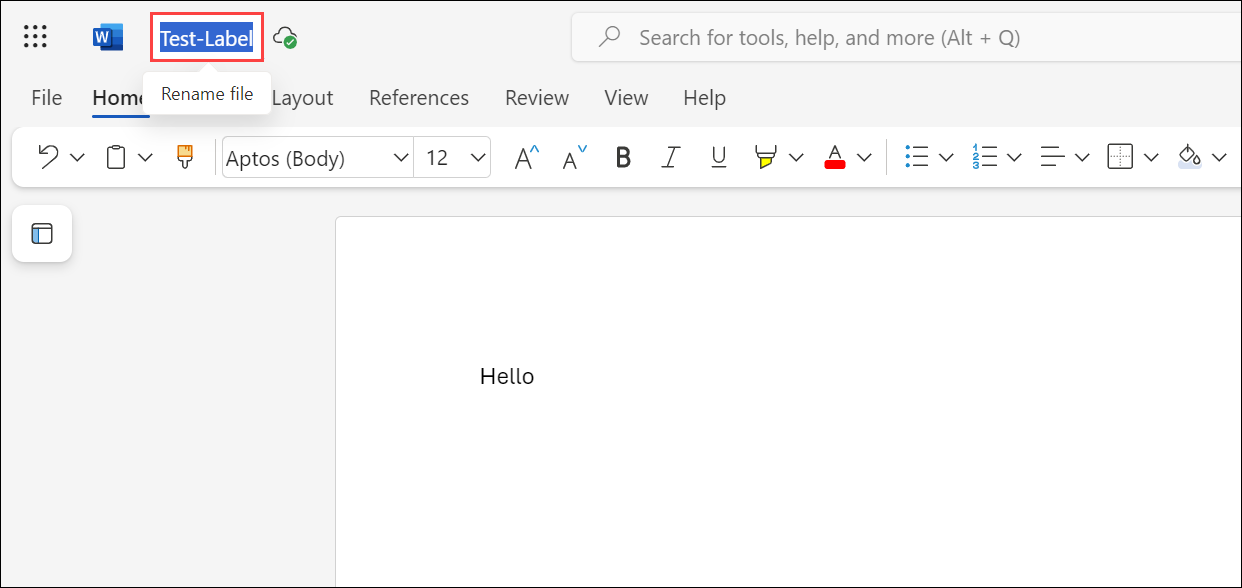 W Test-Label Search for tools, help, and more (Alt + Q)
Rename file
File Home Layout References Review View Help
Aptos (Body) 12 A A B I U A
Hello